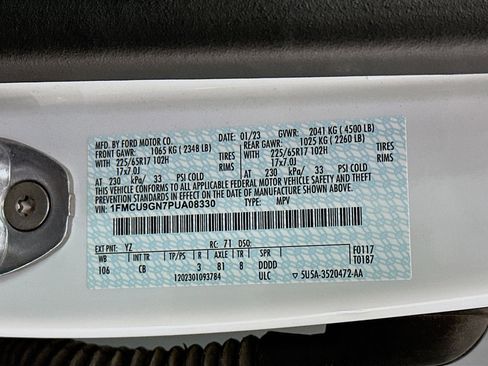 MFD. BY FORD MOTOR CO. 01/23 GVWR: 2041 KG ( 4500 LB)
FRONT GAWR: 1065 KG ( 2348 LB) REAR GAWR: 1025 KG ( 2260 LB)
WITH 225/65R17 102H TIRES WITH 225/65R17 102H TIRES
17x7.0J RIMS 17x7.0J RIMS
AT 230 kPa/ 33 PSI COLD AT 230 kPa/ 33 PSI COLD
THIS VEHICLE CONFORMS TO ALL APPLICABLE FEDERAL MOTOR VEHICLE SAFETY, BUMPER,
AND THEFT PREVENTION STANDARDS IN EFFECT ON THE DATE OF MANUFACTURE SHOWN ABOVE.
VIN: 1FMCU9GN7PUA08330 TYPE: MPV
EXT PNT: YZ RC: 71 DSO: F0117
WB INT TR TP/PS R AXLE TR T0187
106 CB 3 81 8 DDDD
1202301093784 ULC 5U5A-3520472-AA